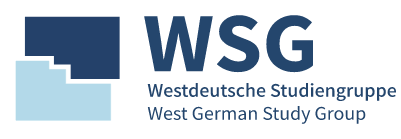 WSG
Westdeutsche Studiengruppe
West German Study Group